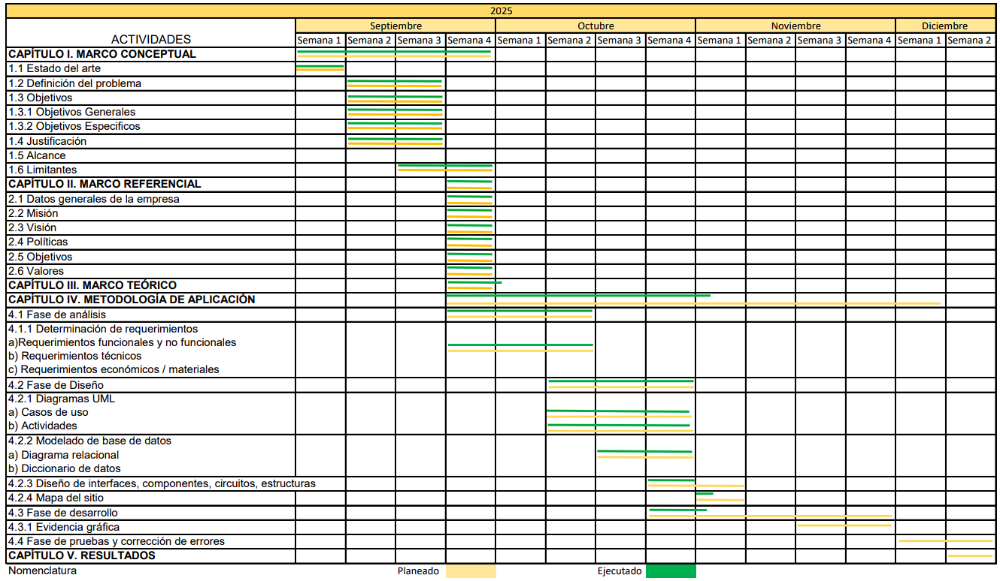 2025
Septiembre Octubre Noviembre Diciembre
ACTIVIDADES Semana 1 Semana 2 Semana 3 Semana 4 Semana 1 Semana 2 Semana 3 Semana 4 Semana 1 Semana 2 Semana 3 Semana 4 Semana 1 Semana 2
CAPÍTULO I. MARCO CONCEPTUAL
1.1 Estado del arte
1.2 Definición del problema
1.3 Objetivos
1.3.1 Objetivos Generales
1.3.2 Objetivos Especificos
1.4 Justificación
1.5 Alcance
1.6 Limitantes
CAPÍTULO II. MARCO REFERENCIAL
2.1 Datos generales de la empresa
2.2 Misión
2.3 Visión
2.4 Políticas
2.5 Objetivos
2.6 Valores
CAPÍTULO III. MARCO TEÓRICO
CAPÍTULO IV. METODOLOGÍA DE APLICACIÓN
4.1 Fase de análisis
4.1.1 Determinación de requerimientos
a)Requerimientos funcionales y no funcionales
b) Requerimientos técnicos
c) Requerimientos económicos / materiales
4.2 Fase de Diseño
4.2.1 Diagramas UML
a) Casos de uso
b) Actividades
4.2.2 Modelado de base de datos
a) Diagrama relacional
b) Diccionario de datos
4.2.3 Diseño de interfaces, componentes, circuitos, estructuras
4.2.4 Mapa del sitio
4.3 Fase de desarrollo
4.3.1 Evidencia gráfica
4.4 Fase de pruebas y corrección de errores
CAPÍTULO V. RESULTADOS
Nomenclatura Planeado Ejecutado